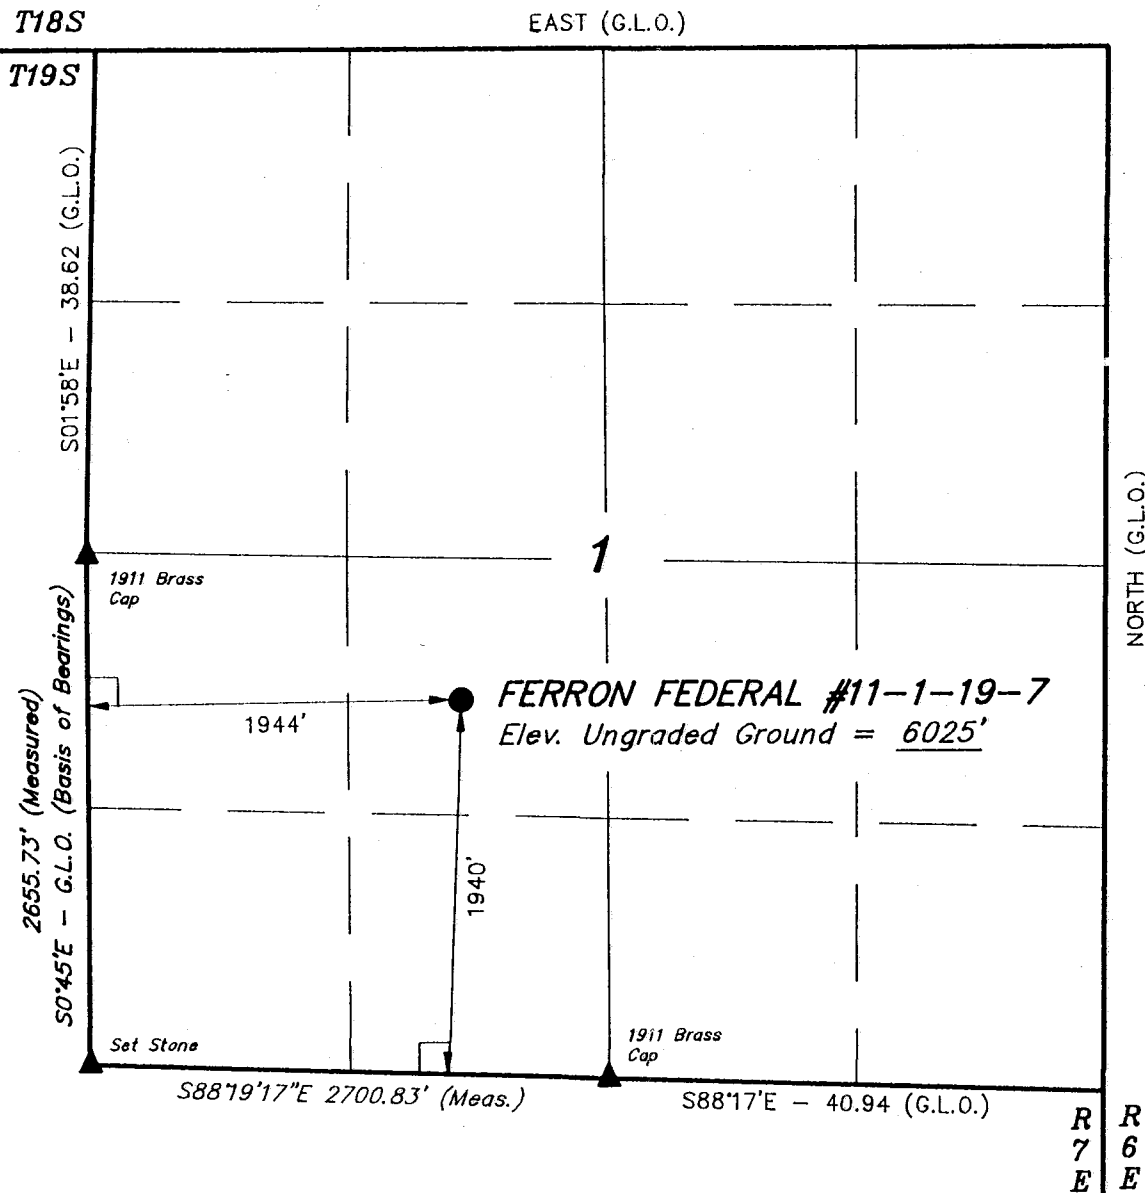 T18S
EAST (G.L.O.)
T19S
S01°58'E - 38.62 (G.L.O.)
NORTH (G.L.O.)
1
1911 Brass
Cap
2655.73' (Measured)
S0°45'E - G.L.O. (Basis of Bearings)
FERRON FEDERAL #11-1-19-7
1944'
Elev. Ungraded Ground = 6025'
1940'
Set Stone
1911 Brass
Cap
S88°19'17"E 2700.83' (Meas.)
S88°17'E - 40.94 (G.L.O.)
R R
7 6
E E